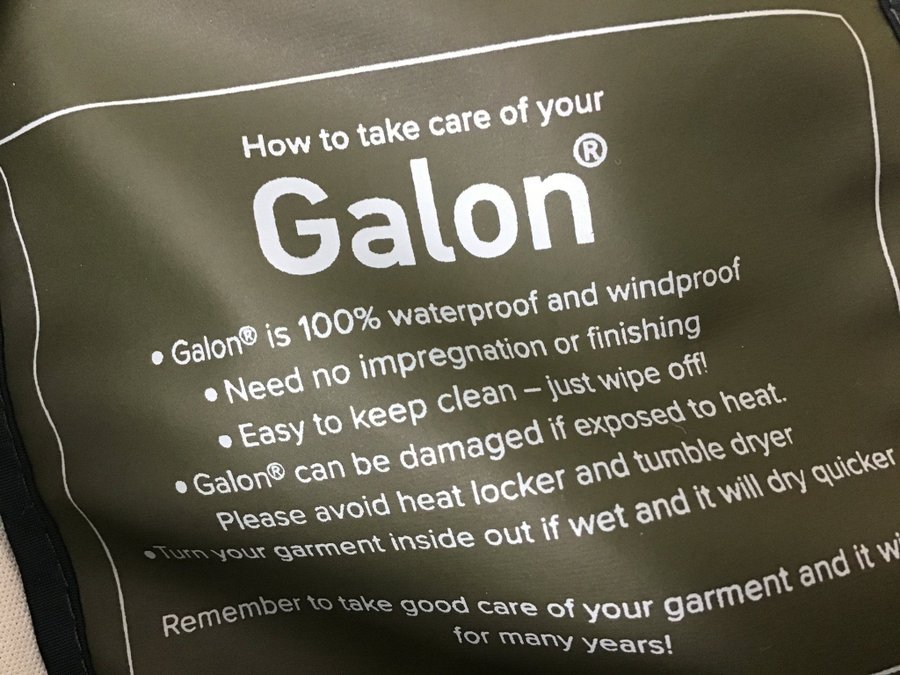 How to take care of your
Galon®
• Galon® is 100% waterproof and windproof
• Need no impregnation or finishing
• Easy to keep clean – just wipe off!
• Galon® can be damaged if exposed to heat.
Please avoid heat locker and tumble dryer
• Turn your garment inside out if wet and it will dry quicker
Remember to take good care of your garment and it
for many years!